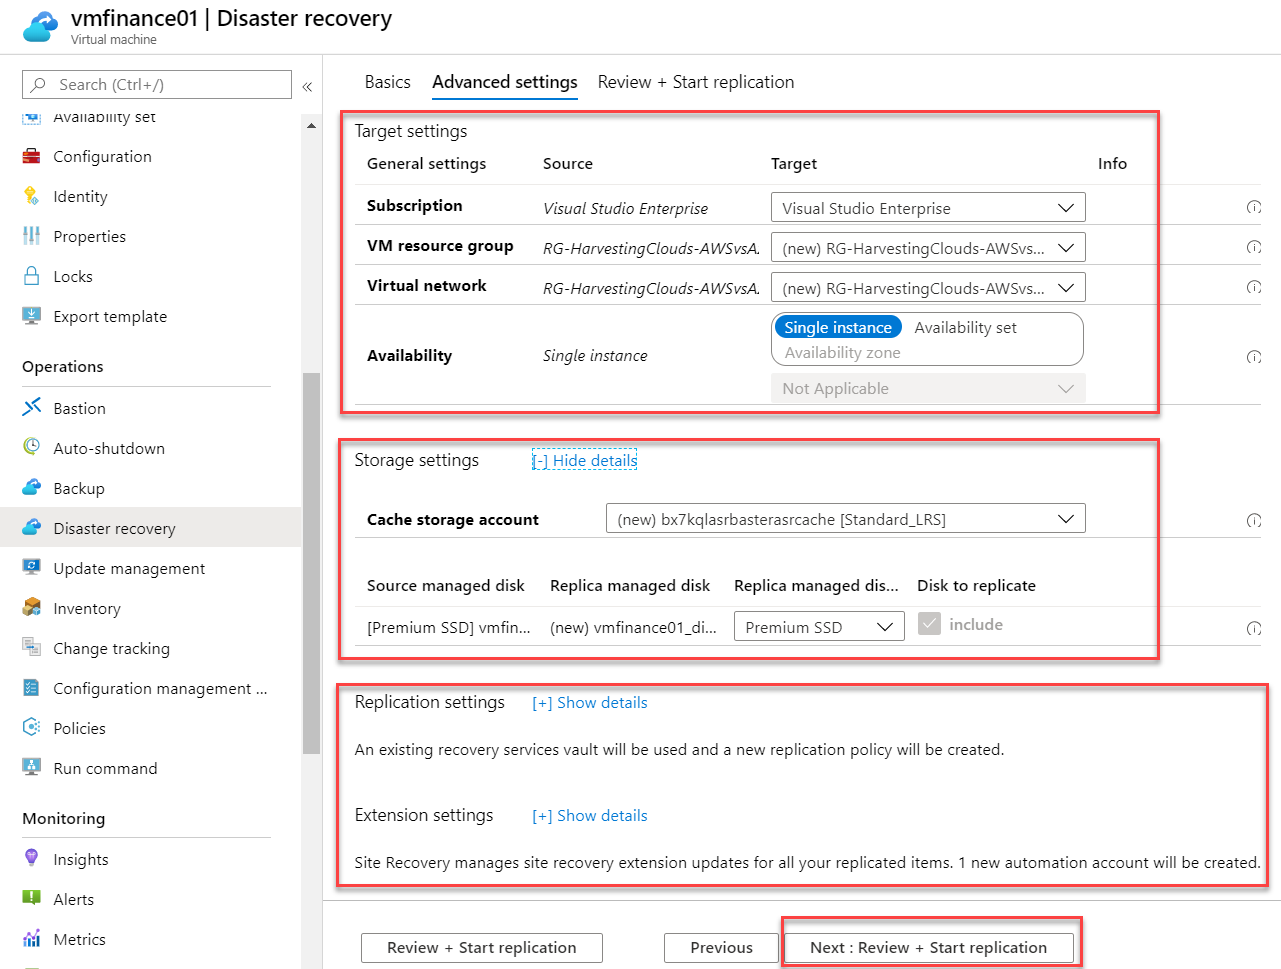 vmfinance01 | Disaster recovery
Virtual machine
Search (Ctrl+/)
«
Availability set
Configuration
Identity
Properties
Locks
Export template
Operations
Bastion
Auto-shutdown
Backup
Disaster recovery
Update management
Inventory
Change tracking
Configuration management ...
Policies
Run command
Monitoring
Insights
Alerts
Metrics
Basics Advanced settings Review + Start replication
Target settings
General settings Source Target Info
Subscription Visual Studio Enterprise Visual Studio Enterprise
VM resource group RG-HarvestingClouds-AWSvsA. (new) RG-HarvestingClouds-AWSvs...
Virtual network RG-HarvestingClouds-AWSvsA. (new) RG-HarvestingClouds-AWSvs...
Single instance Availability set
Availability zone
Availability Single instance
Not Applicable
Storage settings [-] Hide details
Cache storage account (new) bx7kqlasrbasterasrcache [Standard_LRS]
Source managed disk Replica managed disk Replica managed dis... Disk to replicate
[Premium SSD] vmfin... (new) vmfinance01_di... Premium SSD include
Replication settings [+] Show details
An existing recovery services vault will be used and a new replication policy will be created.
Extension settings [+] Show details
Site Recovery manages site recovery extension updates for all your replicated items. 1 new automation account will be created.
Review + Start replication Previous Next : Review + Start replication